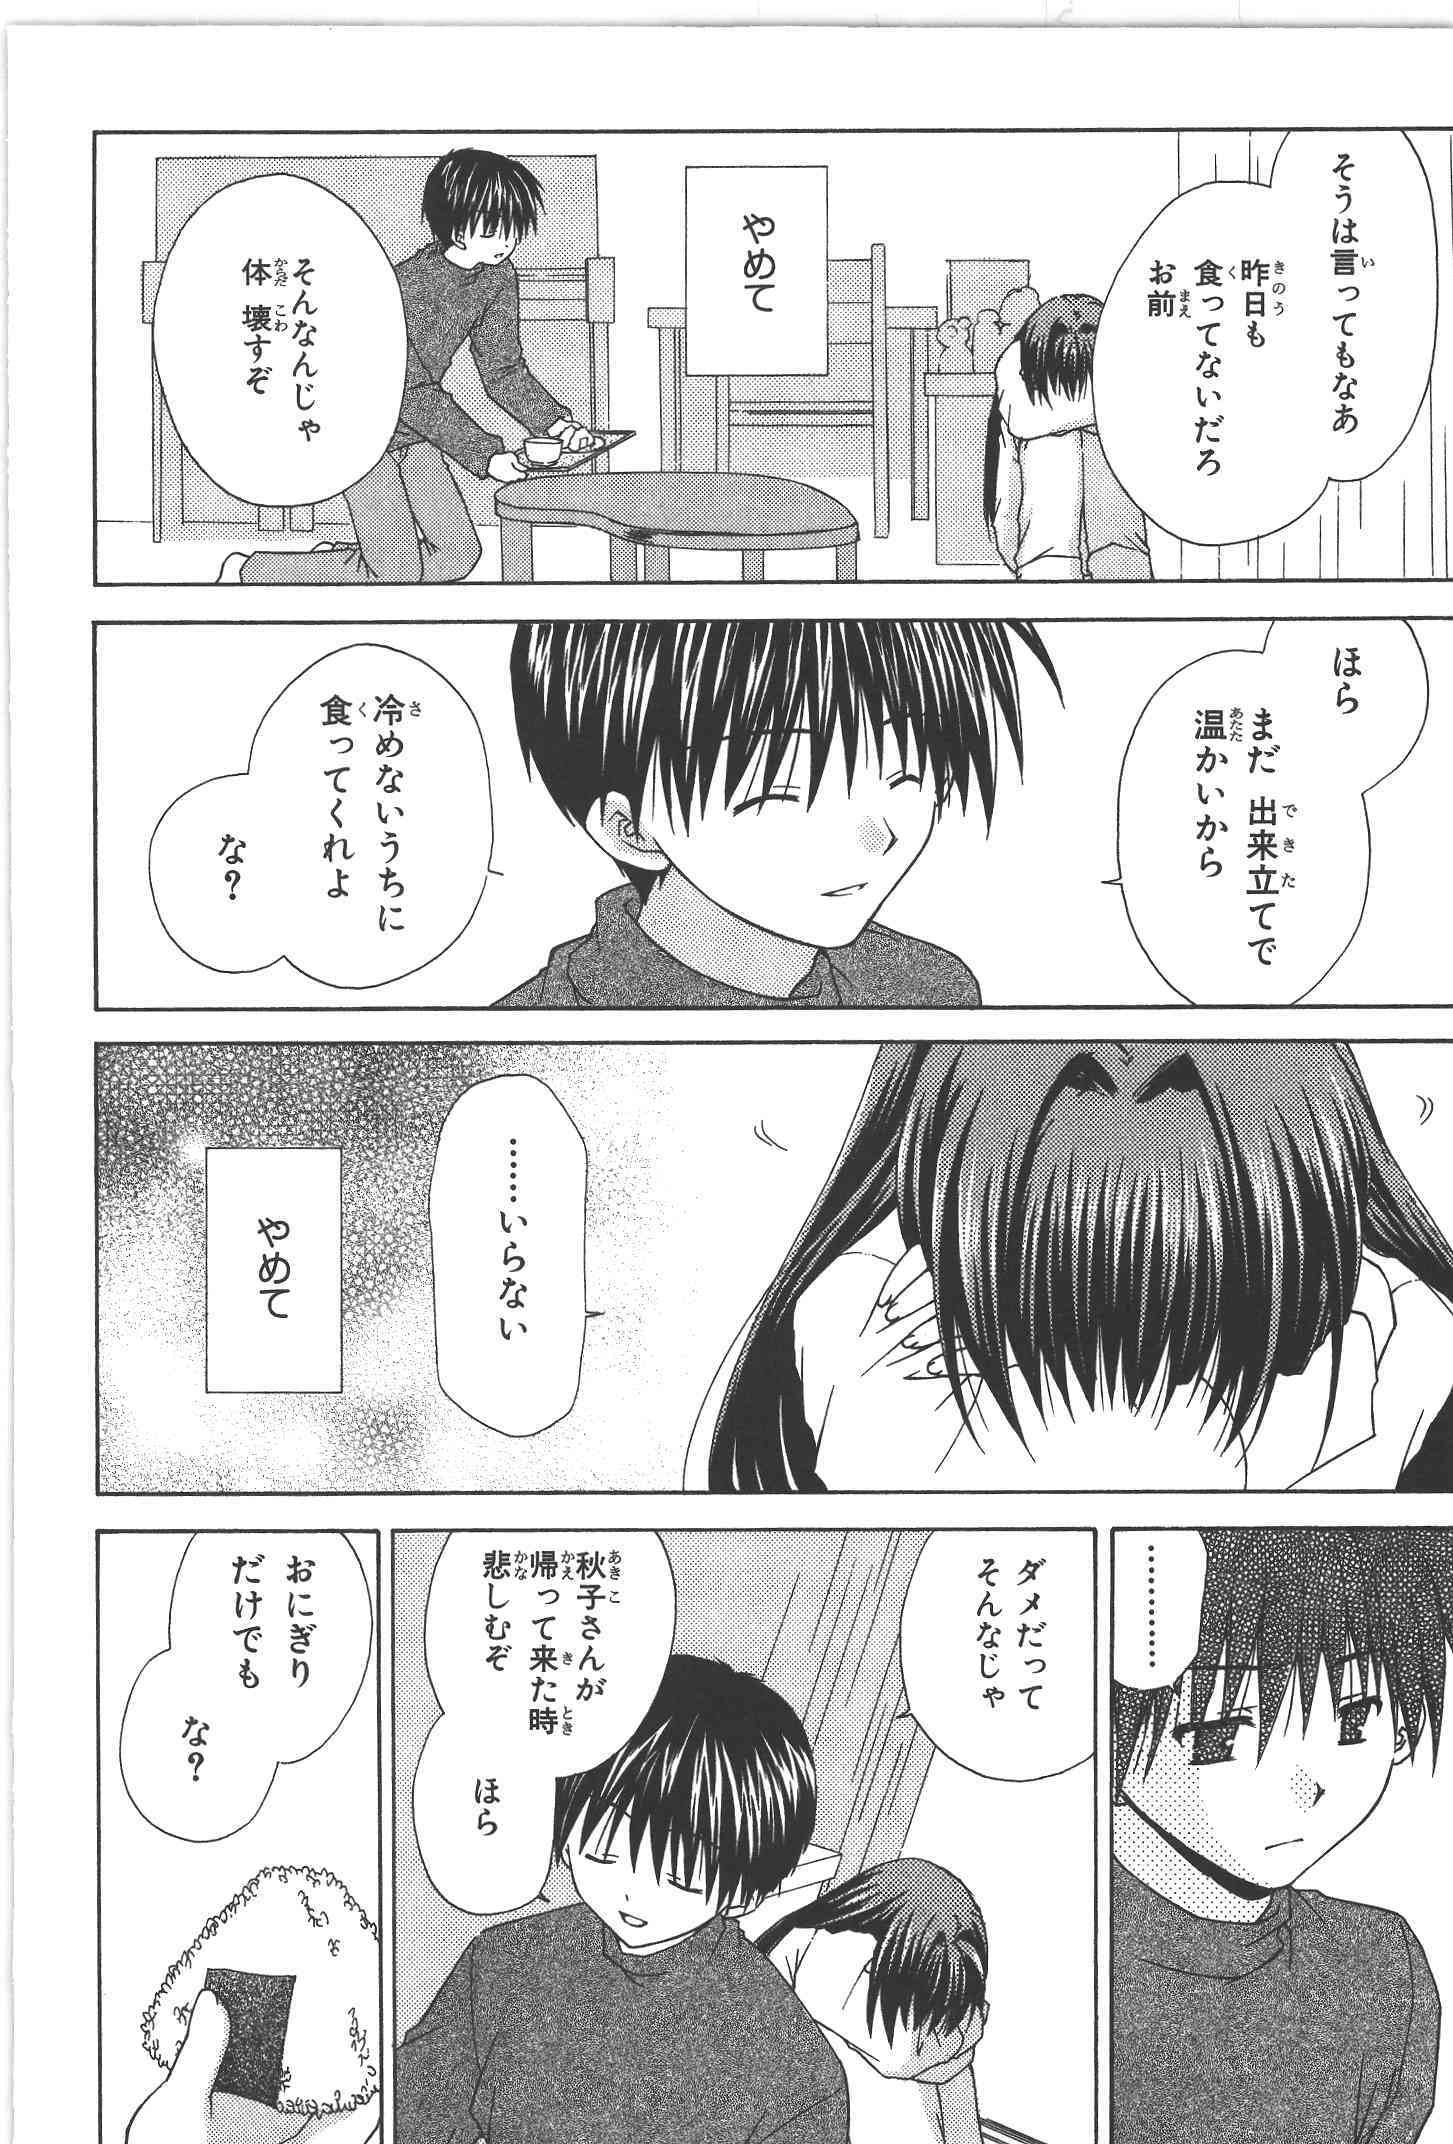 そうは言ってもなあ
昨日も
食ってないだろ
お前
やめて
そんなんじゃ
体 壊すぞ
ほら
まだ 出来立てで
温かいから
冷めないうちに
食ってくれよ
な?
……いらない
やめて
…………
ダメだって
そんなじゃ
秋子さんが
帰って来た時
悲しむぞ
ほら
おにぎり
だけでも
な?